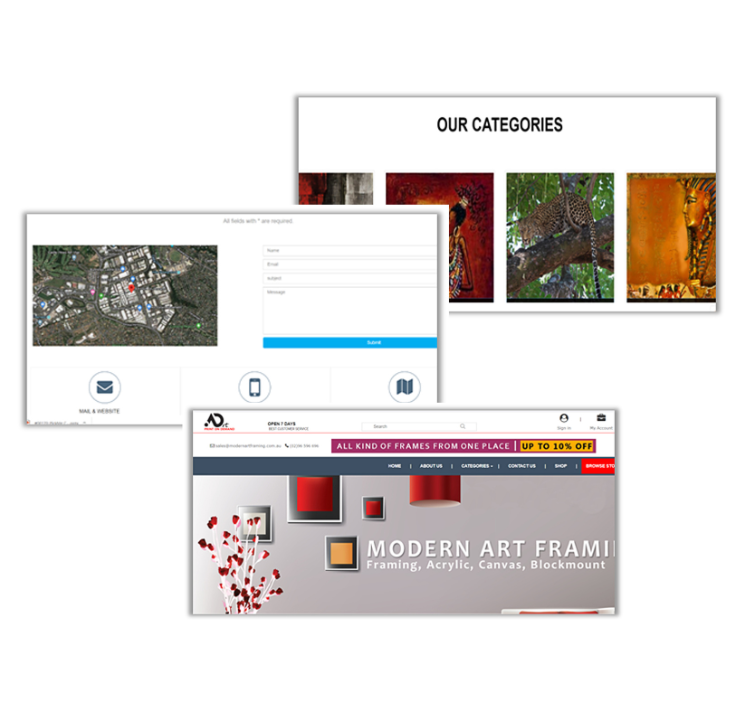 OUR CATEGORIES
All fields with * are required.
Name
Email
subject
Message
Submit
MAIL & WEBSITE
OPEN 7 DAYS
BEST CUSTOMER SERVICE
Search
Sign in
My Account
sales@modernartframing.com.au
ALL KIND OF FRAMES FROM ONE PLACE | UP TO 10% OFF
HOME | ABOUT US | CATEGORIES | CONTACT US | SHOP | BROWSE STO
MODERN ART FRAMI
Framing, Acrylic, Canvas, Blockmount